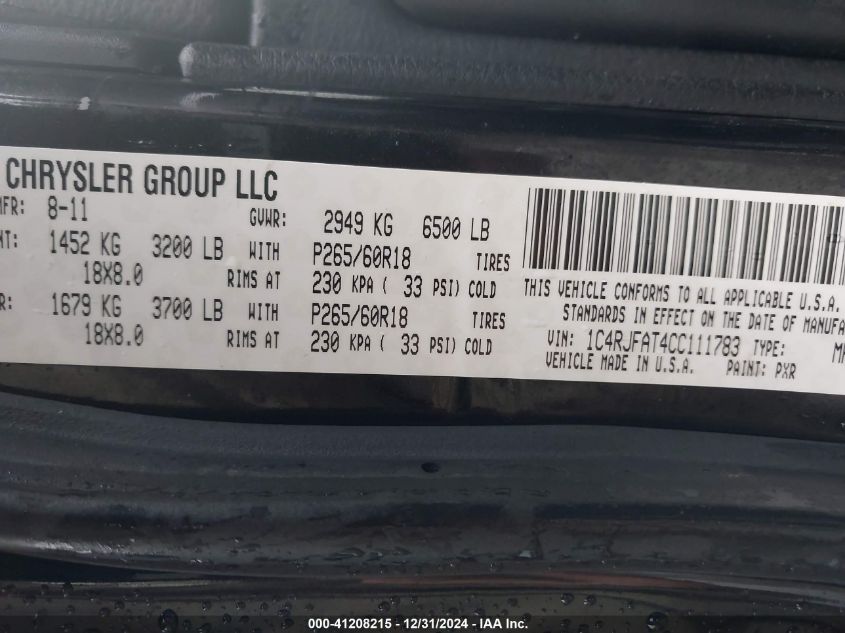 CHRYSLER GROUP LLC
MFR: 8-11 GVWR: 2949 KG 6500 LB
1452 KG 3200 LB WITH P265/60R18 TIRES
18X8.0 RIMS AT 230 KPA ( 33 PSI) COLD
1679 KG 3700 LB WITH P265/60R18 TIRES
18X8.0 RIMS AT 230 KPA ( 33 PSI) COLD
THIS VEHICLE CONFORMS TO ALL APPLICABLE U.S.A.
STANDARDS IN EFFECT ON THE DATE OF MANUFA
VIN: 1C4RJFAT4CC111783 TYPE:
VEHICLE MADE IN U.S.A. PAINT: PXR
000-41208215 - 12/31/2024 - IAA Inc.